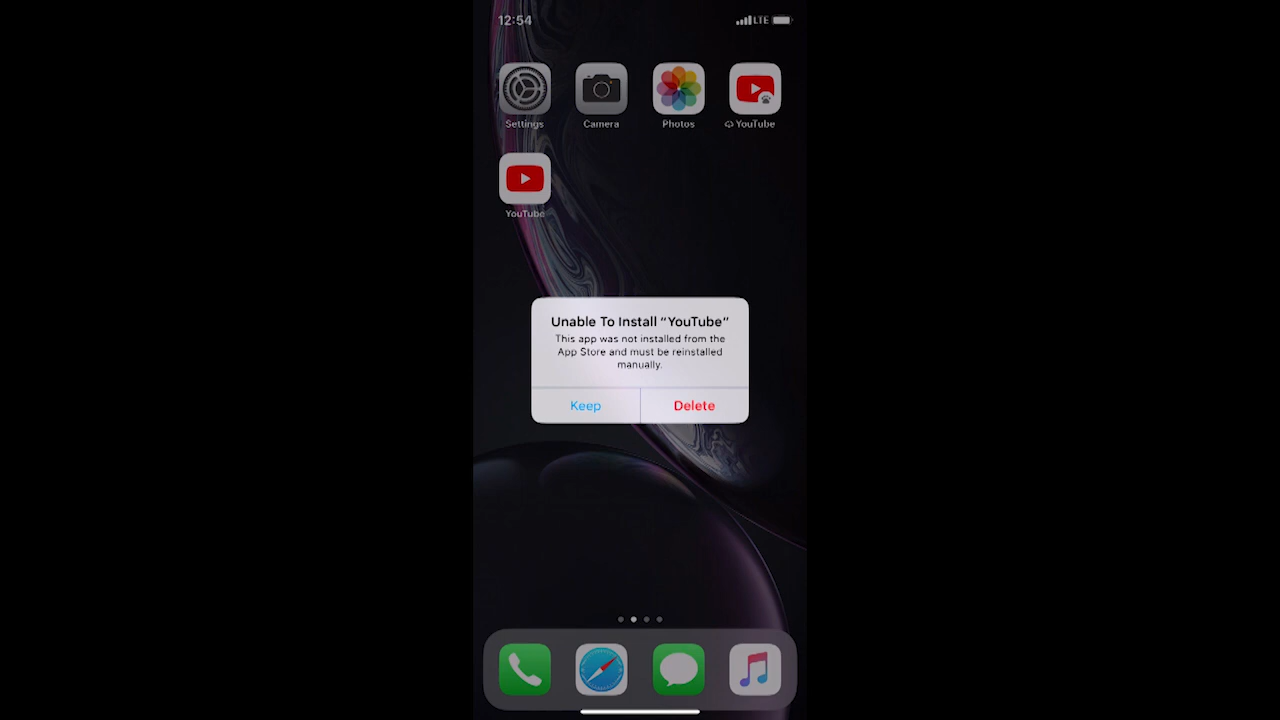 12:54
LTE
Settings
Camera
Photos
YouTube
YouTube
Unable To Install “YouTube”
This app was not installed from the
App Store and must be reinstalled
manually.
Keep
Delete